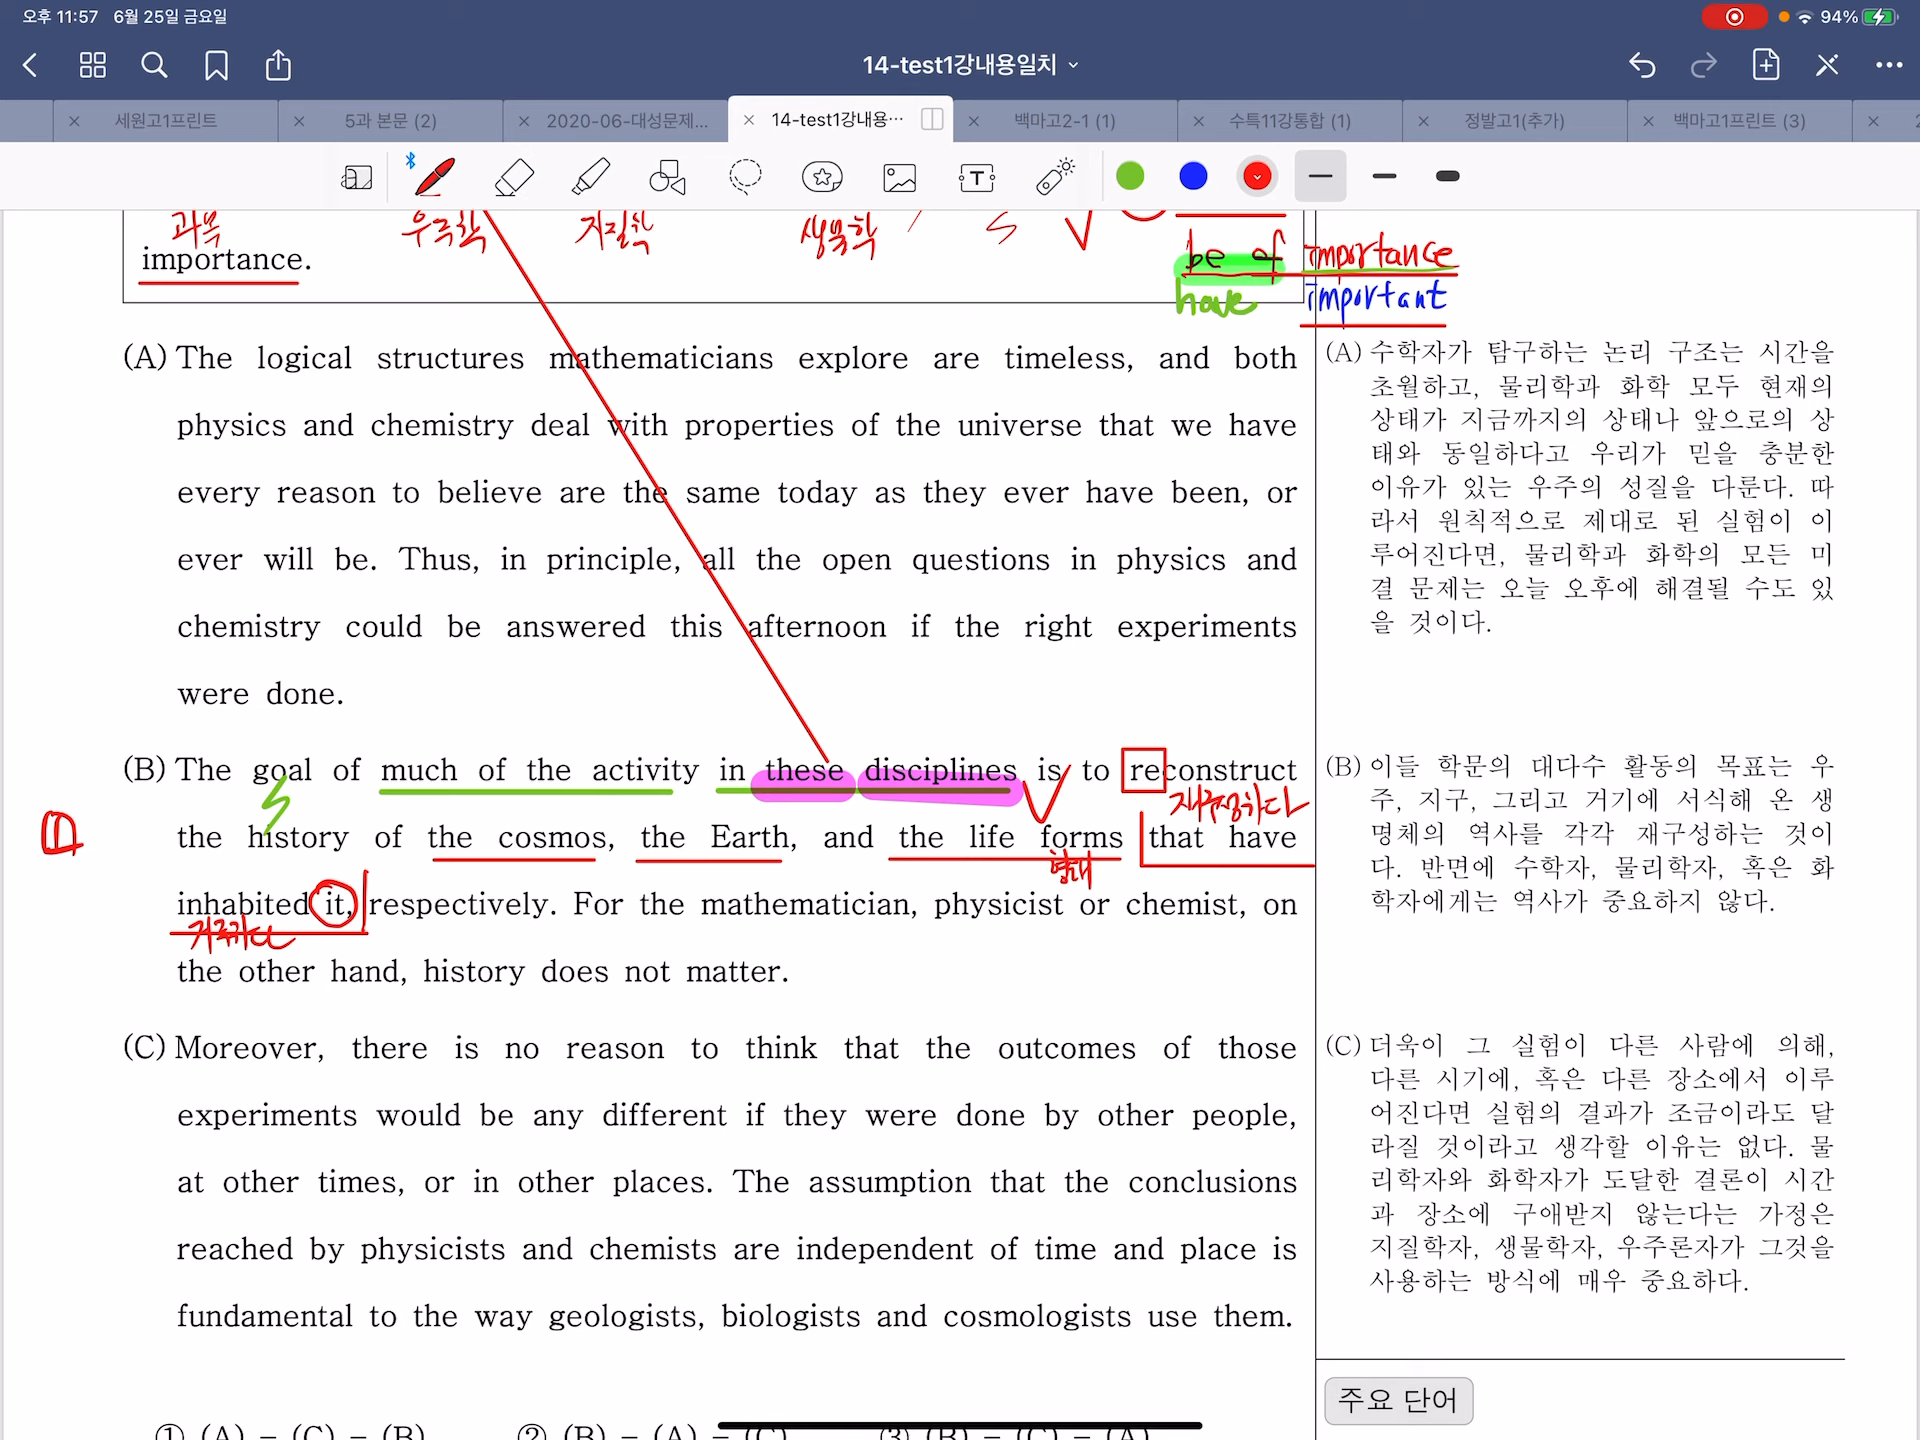 오후 11:57 6월 25일 금요일
94%
14-test1강내용일치
세원고1프린트
5과 본문 (2)
2020-06-대성문제...
14-test1강내용...
백마고2-1 (1)
수특11강통합 (1)
정발고1(추가)
백마고1프린트 (3)
과목 우주학 지질학 생물학
importance.
be of importance
have important
(A) The logical structures mathematicians explore are timeless, and both
physics and chemistry deal with properties of the universe that we have
every reason to believe are the same today as they ever have been, or
ever will be. Thus, in principle, all the open questions in physics and
chemistry could be answered this afternoon if the right experiments
were done.
(A) 수학자가 탐구하는 논리 구조는 시간을
초월하고, 물리학과 화학 모두 현재의
상태가 지금까지의 상태나 앞으로의 상
태와 동일하다고 우리가 믿을 충분한
이유가 있는 우주의 성질을 다룬다. 따
라서 원칙적으로 제대로 된 실험이 이
루어진다면, 물리학과 화학의 모든 미
결 문제는 오늘 오후에 해결될 수도 있
을 것이다.
(B) The goal of much of the activity in these disciplines is to reconstruct
재구성하다
the history of the cosmos, the Earth, and the life forms that have
형태
inhabited it, respectively. For the mathematician, physicist or chemist, on
거주하다
the other hand, history does not matter.
(B) 이들 학문의 대다수 활동의 목표는 우
주, 지구, 그리고 거기에 서식해 온 생
명체의 역사를 각각 재구성하는 것이
다. 반면에 수학자, 물리학자, 혹은 화
학자에게는 역사가 중요하지 않다.
(C) Moreover, there is no reason to think that the outcomes of those
experiments would be any different if they were done by other people,
at other times, or in other places. The assumption that the conclusions
reached by physicists and chemists are independent of time and place is
fundamental to the way geologists, biologists and cosmologists use them.
(C) 더욱이 그 실험이 다른 사람에 의해,
다른 시기에, 혹은 다른 장소에서 이루
어진다면 실험의 결과가 조금이라도 달
라질 것이라고 생각할 이유는 없다. 물
리학자와 화학자가 도달한 결론이 시간
과 장소에 구애받지 않는다는 가정은
지질학자, 생물학자, 우주론자가 그것을
사용하는 방식에 매우 중요하다.
주요 단어
① (A) - (C) - (B) ② (B) - (A) - (C) ③ (B) - (C) - (A)